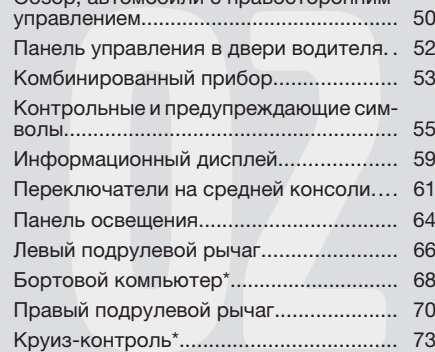 Обзор, автомобили с правосторонним
управлением.................................... 50
Панель управления в двери водителя. . 52
Комбинированный прибор................... 53
Контрольные и предупреждающие сим-
волы................................................... 55
Информационный дисплей.................. 59
Переключатели на средней консоли.... 61
Панель освещения.............................. 64
Левый подрулевой рычаг..................... 66
Бортовой компьютер*......................... 68
Правый подрулевой рычаг................... 70
Круиз-контроль*................................. 73
02